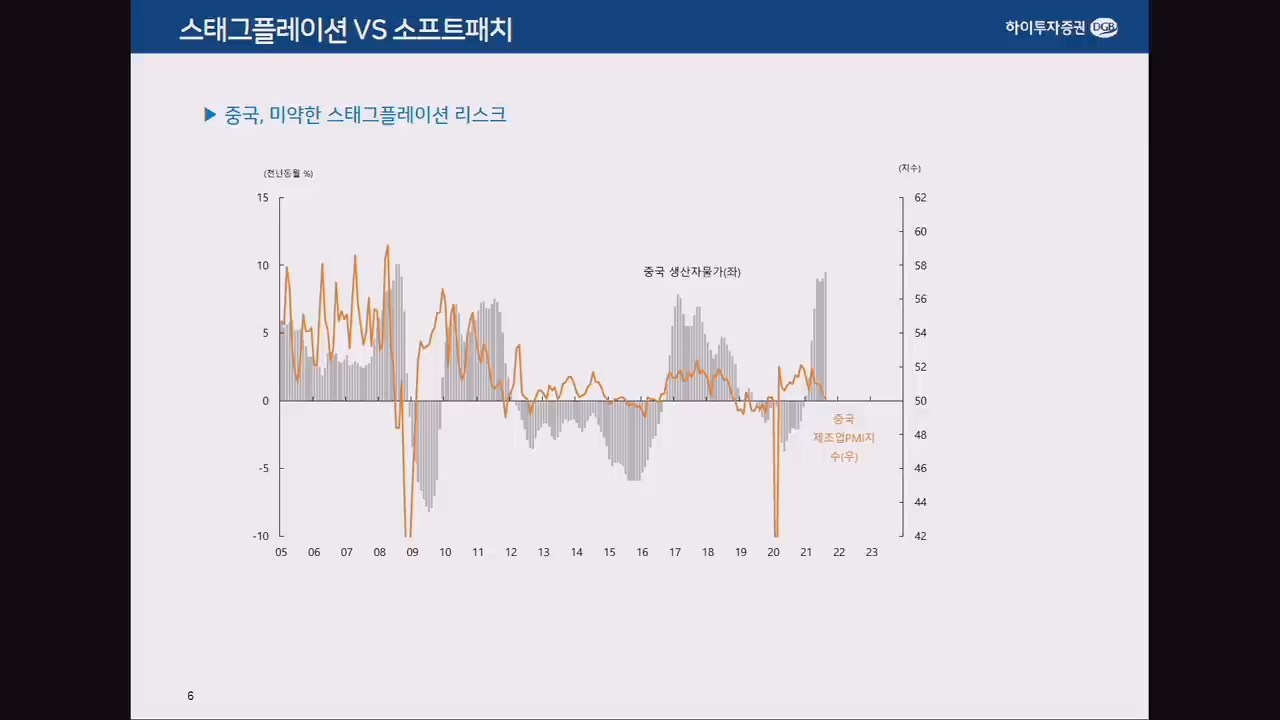 스태그플레이션 VS 소프트패치
하이투자증권 DGB
▶ 중국, 미약한 스태그플레이션 리스크
(전년동월 %)
(지수)
15
10
5
0
-5
-10
62
60
58
56
54
52
50
48
46
44
42
중국 생산자물가(좌)
중국
제조업PMI지
수(우)
05 06 07 08 09 10 11 12 13 14 15 16 17 18 19 20 21 22 23
6